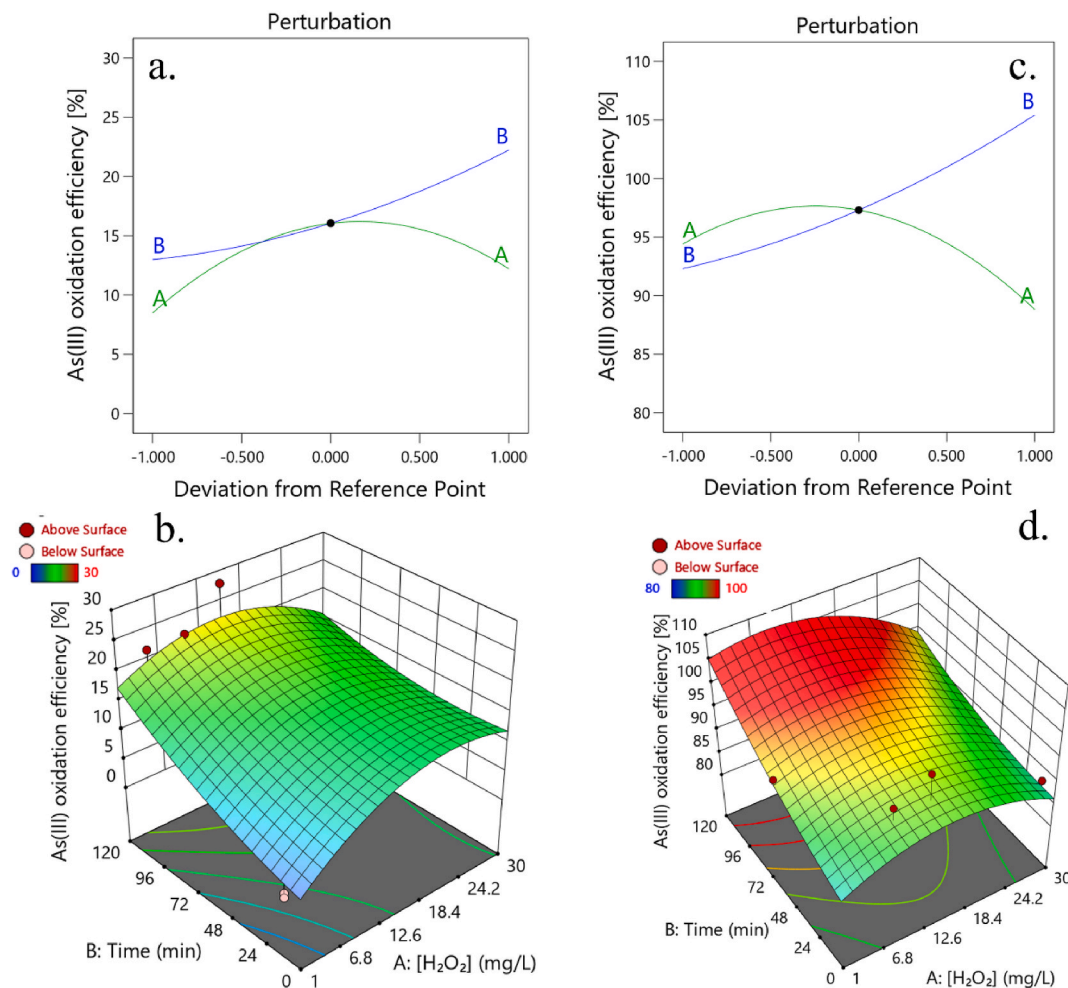 Perturbation
a.
As(III) oxidation efficiency [%]
30
25
20
15
10
5
0
B
B
A
A
-1.000
-0.500
0.000
0.500
1.000
Deviation from Reference Point
Perturbation
c.
As(III) oxidation efficiency [%]
110
105
100
95
90
85
80
B
A
B
A
-1.000
-0.500
0.000
0.500
1.000
Deviation from Reference Point
b.
Above Surface
Below Surface
0
30
As(III) oxidation efficiency [%]
30
25
20
15
10
5
0
120
96
72
48
24
0
B: Time (min)
1
6.8
12.6
18.4
24.2
30
A: [H₂O₂] (mg/L)
d.
Above Surface
Below Surface
80
100
As(III) oxidation efficiency [%]
110
105
100
95
90
85
80
120
96
72
48
24
0
B: Time (min)
1
6.8
12.6
18.4
24.2
30
A: [H₂O₂] (mg/L)